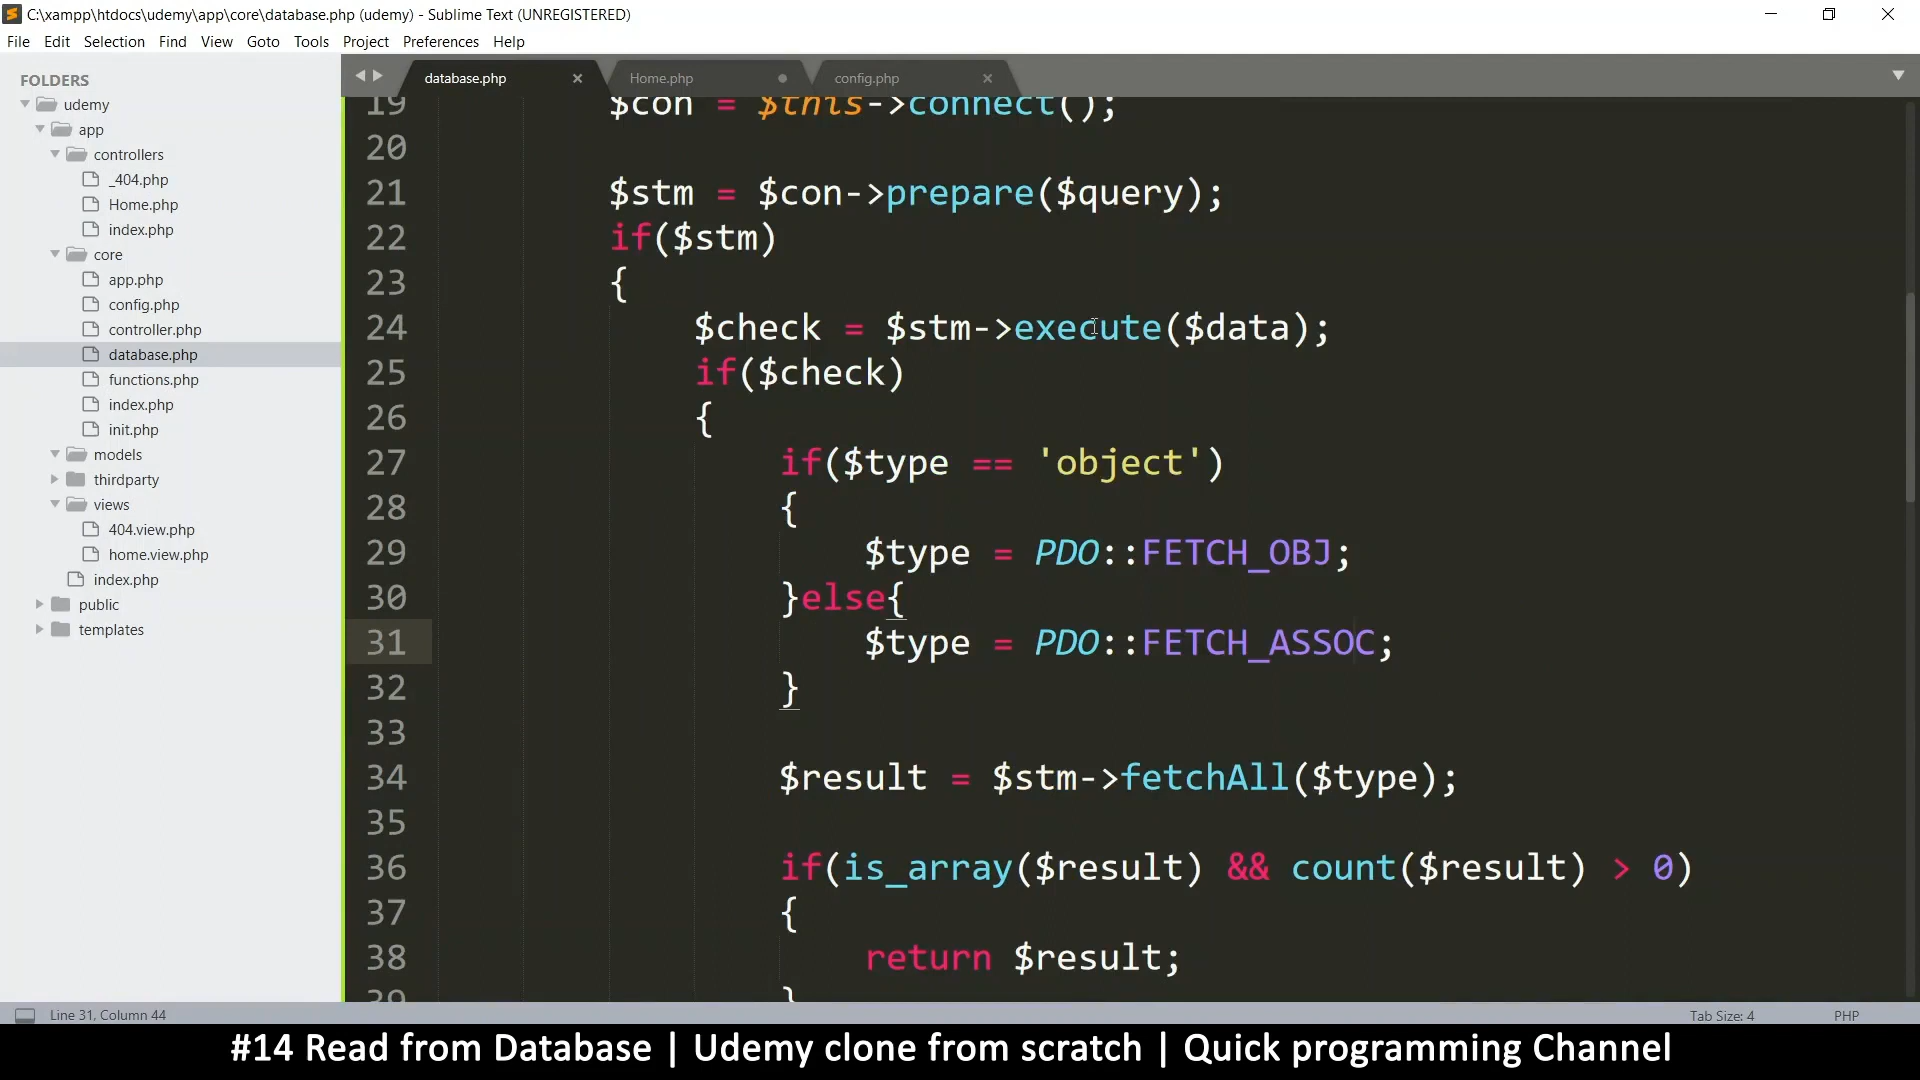 C:\xampp\htdocs\udemy\app\core\database.php (udemy) - Sublime Text (UNREGISTERED)
File Edit Selection Find View Goto Tools Project Preferences Help
FOLDERS
udemy
app
controllers
_404.php
Home.php
index.php
core
app.php
config.php
controller.php
database.php
functions.php
index.php
init.php
models
thirdparty
views
404.view.php
home.view.php
index.php
public
templates
database.php Home.php config.php
19 $con = $this->connect();
20
21 $stm = $con->prepare($query);
22 if($stm)
23 {
24 $check = $stm->execute($data);
25 if($check)
26 {
27 if($type == 'object')
28 {
29 $type = PDO::FETCH_OBJ;
30 }else{
31 $type = PDO::FETCH_ASSOC;
32 }
33
34 $result = $stm->fetchAll($type);
35
36 if(is_array($result) && count($result) > 0)
37 {
38 return $result;
39 }
Line 31, Column 44 Tab Size: 4 PHP
#14 Read from Database | Udemy clone from scratch | Quick programming Channel